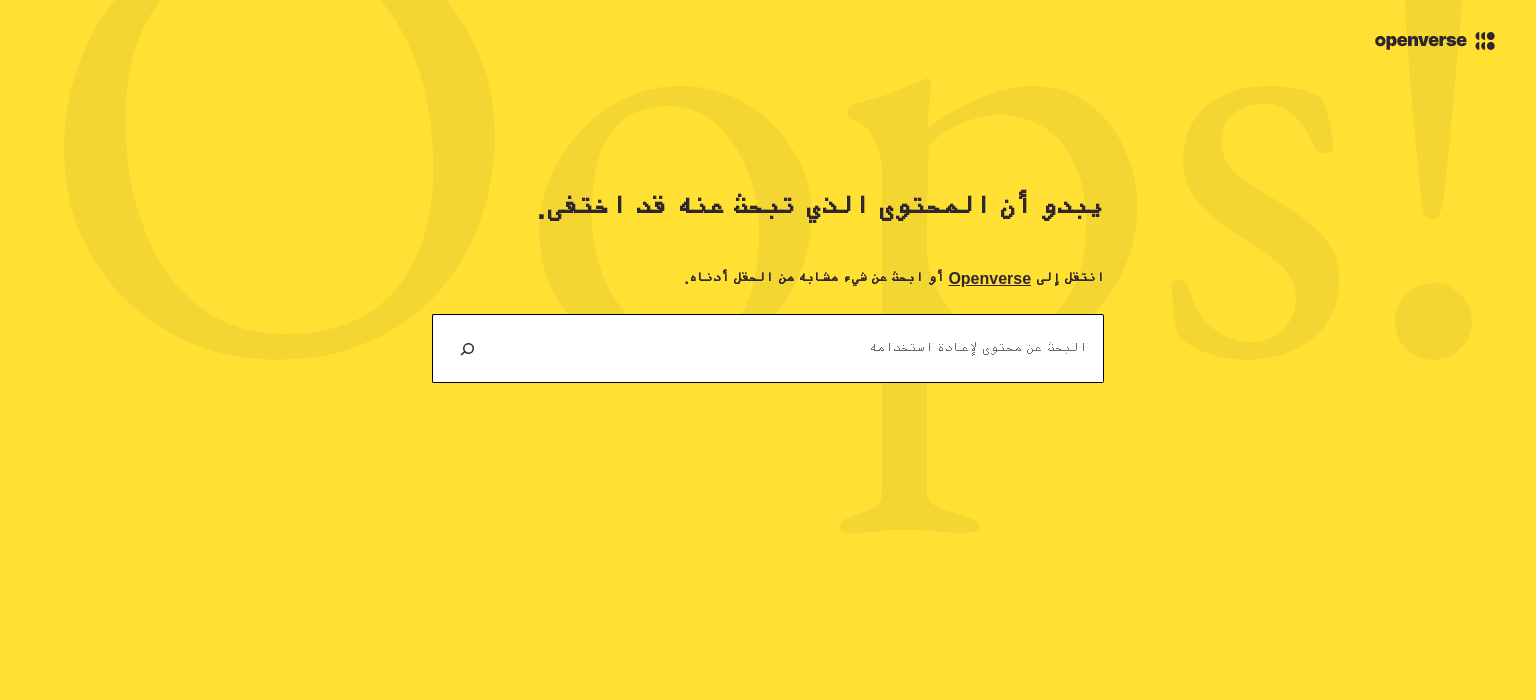 openverse
Oops!
يبدو أن المحتوى الذي تبحث عنه قد اختفى.
انتقل إلى Openverse أو ابحث عن شيء مشابه من الحقل أدناه.
البحث عن محتوى لإعادة استخدامه